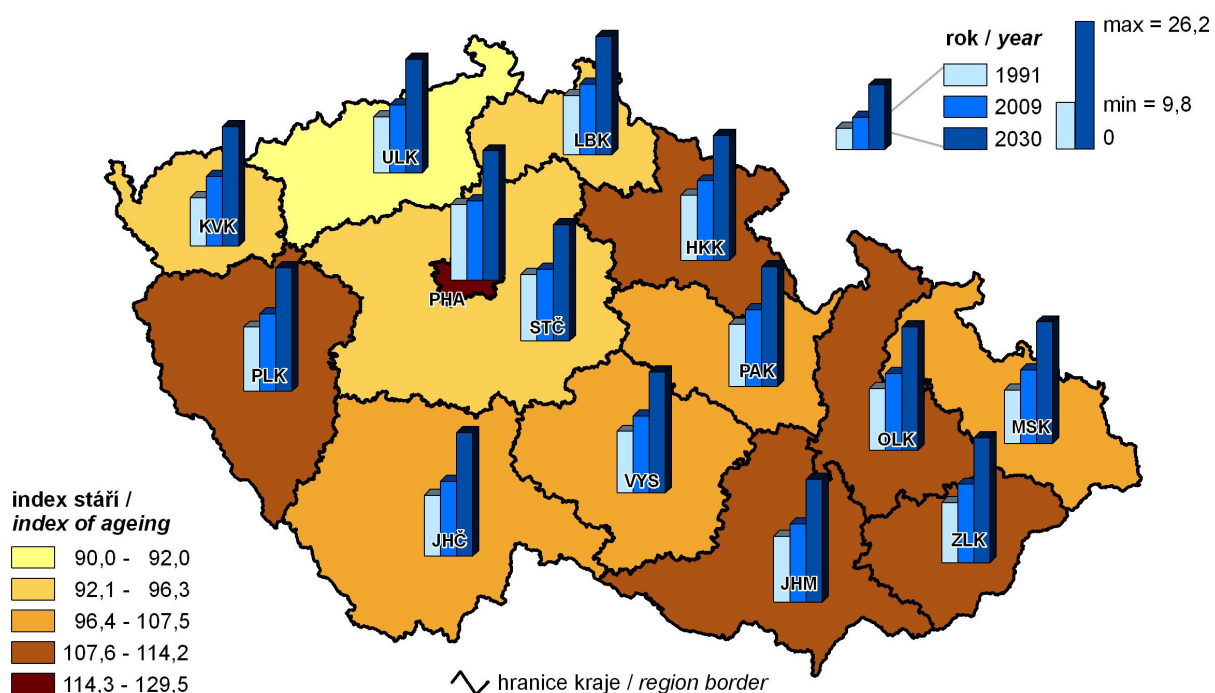 rok / year
1991
2009
2030
max = 26,2
min = 9,8
0
ULK
LBK
KVK
HKK
PHA
STČ
PLK
PAK
OLK
MSK
VYS
JHČ
ZLK
JHM
index stáří /
index of ageing
90,0 - 92,0
92,1 - 96,3
96,4 - 107,5
107,6 - 114,2
114,3 - 129,5
hranice kraje / region border